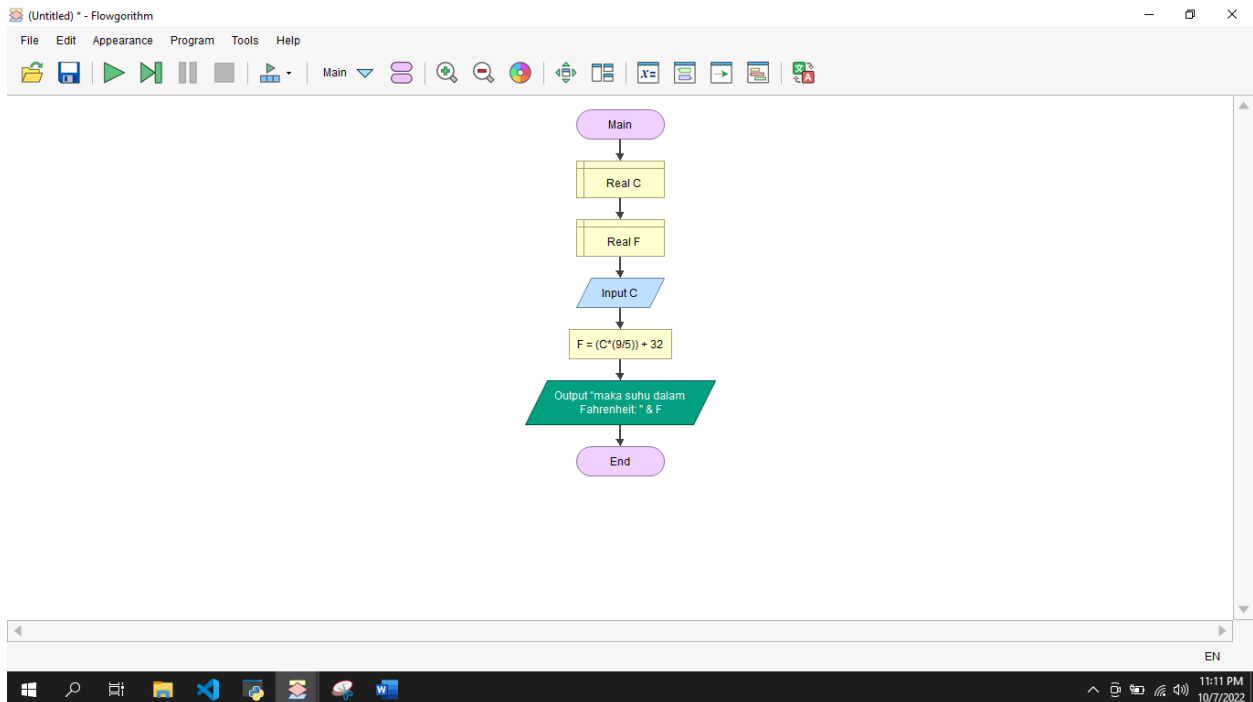 (Untitled) * - Flowgorithm
File Edit Appearance Program Tools Help
Main
x=
Main
Real C
Real F
Input C
F = (C*(9/5)) + 32
Output "maka suhu dalam
Fahrenheit: " & F
End
EN
11:11 PM
10/7/2022